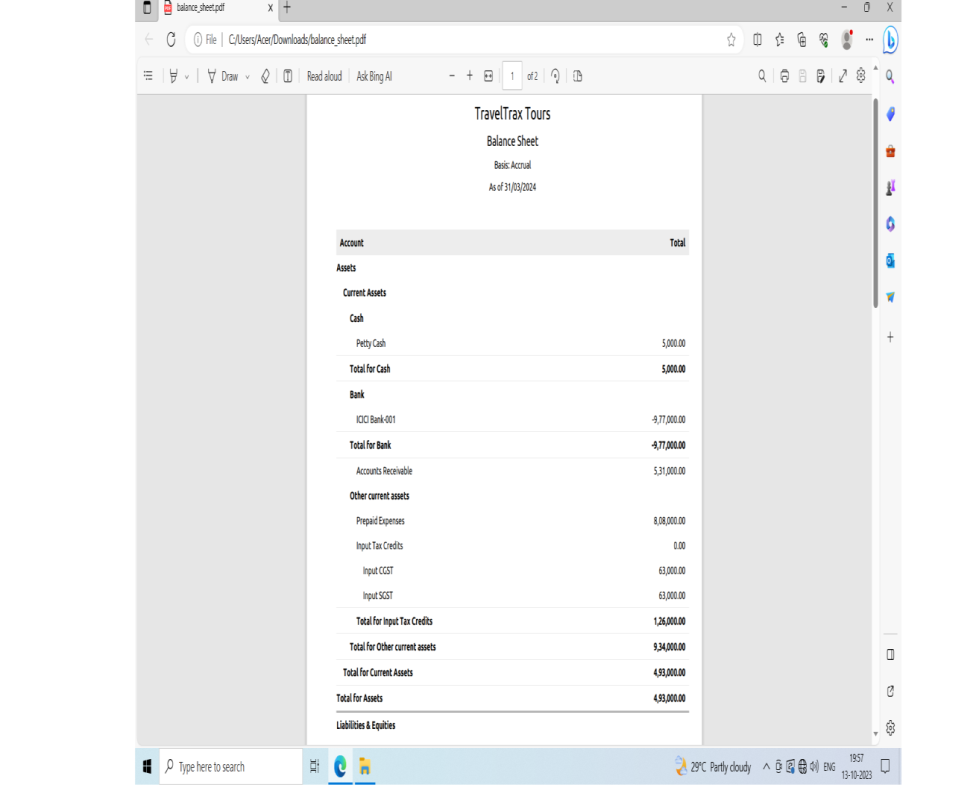 balance_sheet.pdf
File | C:/Users/Acer/Downloads/balance_sheet.pdf
Draw Read aloud Ask Bing AI 1 of 2
TravelTrax Tours
Balance Sheet
Basis: Accrual
As of 31/03/2024
Account Total
Assets
Current Assets
Cash
Petty Cash 5,000.00
Total for Cash 5,000.00
Bank
ICICI Bank-001 -9,77,000.00
Total for Bank -9,77,000.00
Accounts Receivable 5,31,000.00
Other current assets
Prepaid Expenses 8,08,000.00
Input Tax Credits 0.00
Input CGST 63,000.00
Input SGST 63,000.00
Total for Input Tax Credits 1,26,000.00
Total for Other current assets 9,34,000.00
Total for Current Assets 4,93,000.00
Total for Assets 4,93,000.00
Liabilities & Equities
Type here to search 29°C Partly cloudy ENG 19:57
13-10-2023